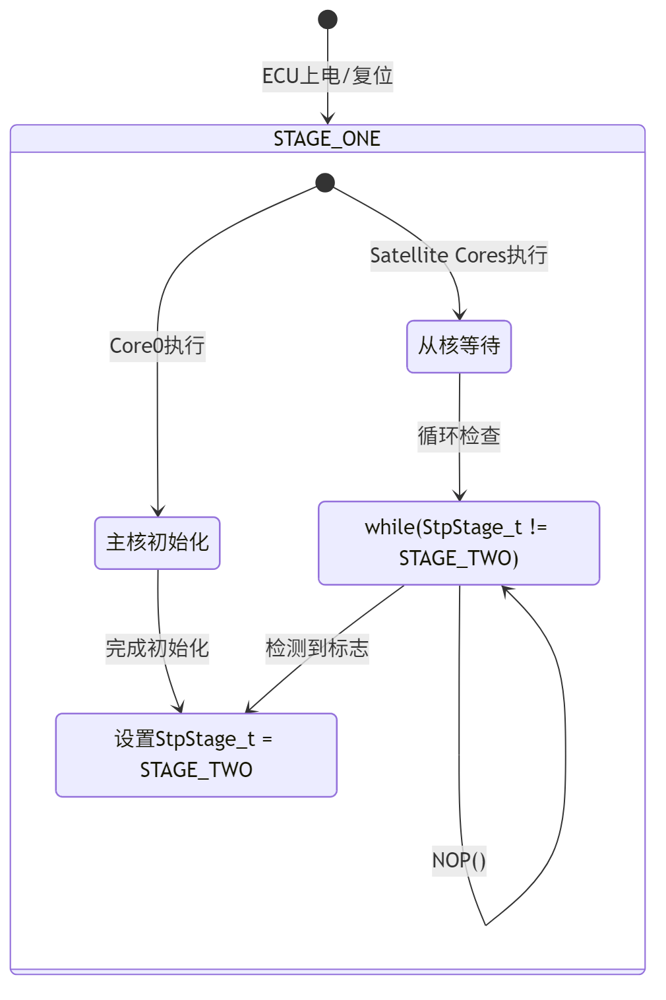 ECU上电/复位
STAGE_ONE
Satellite Cores执行
Core0执行
从核等待
循环检查
while(StpStage_t !=
STAGE_TWO)
主核初始化
完成初始化
检测到标志
设置StpStage_t =
STAGE_TWO
NOP()